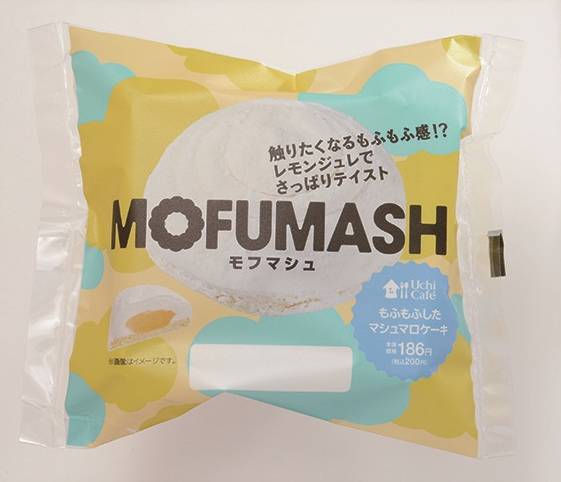 触りたくなるもふもふ感!?
レモンジュレで
さっぱりテイスト
MOFUMASH
モフマシュ
Uchi
Café
もふもふした
マシュマロケーキ
本体
価格186円
(税込200円)
※画像はイメージです。